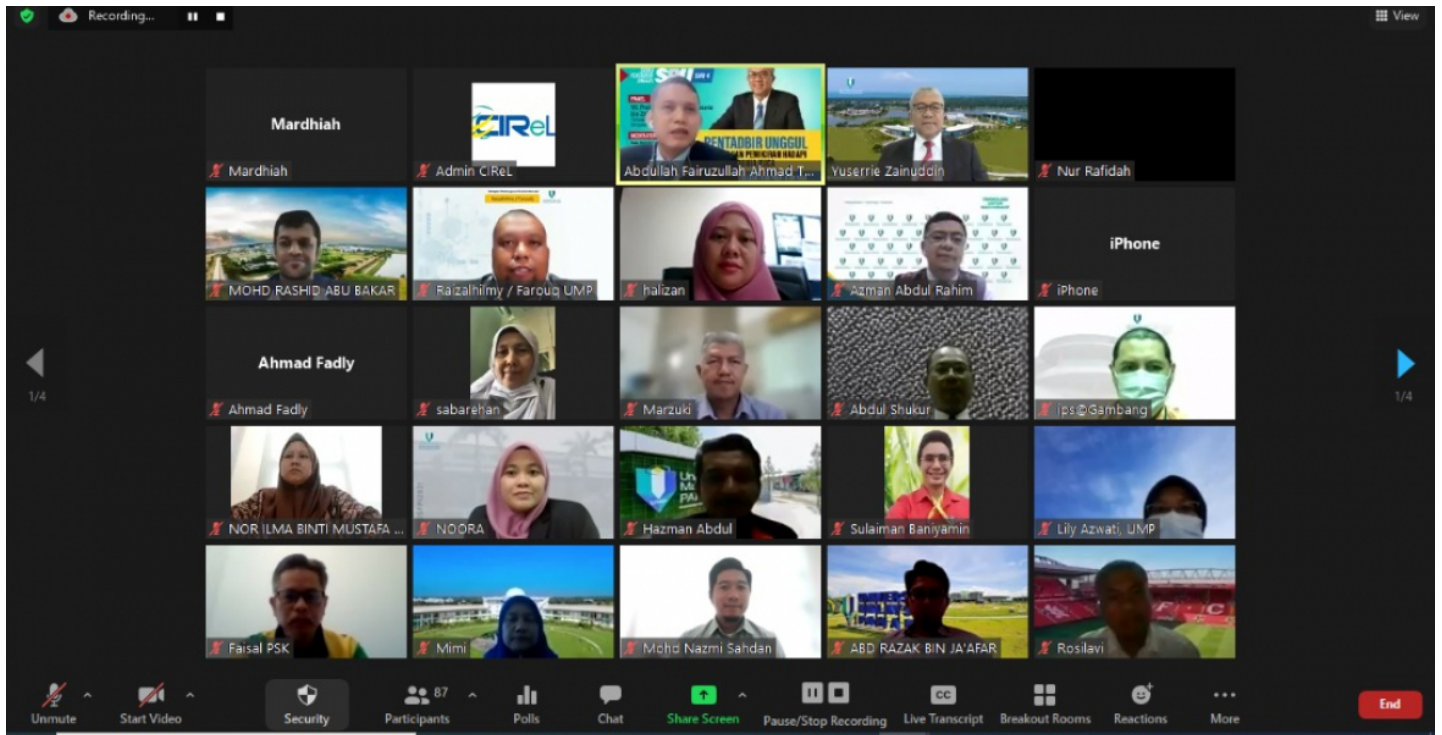 Recording...
View
Mardhiah
Mardhiah
CIReL
Admin CIReL
PENTADBIR UNGGUL
Abdullah Fairuzullah Ahmad T...
Yuserrie Zainuddin
Nur Rafidah
MOHD RASHID ABU BAKAR
Raizalhilmy / Farouq UMP
halizan
Azman Abdul Rahim
iPhone
iPhone
Ahmad Fadly
Ahmad Fadly
sabarehan
Marzuki
Abdul Shukur
ips@Gambang
1/4
1/4
NOR ILMA BINTI MUSTAFA ...
NOORA
Hazman Abdul
Sulaiman Baniyamin
Lily Azwati, UMP
Faisal PSK
Mimi
Mohd Nazmi Sahdan
ABD RAZAK BIN JA'AFAR
Rosilavi
87
CC
Unmute
Start Video
Security
Participants
Polls
Chat
Share Screen
Pause/Stop Recording
Live Transcript
Breakout Rooms
Reactions
More
End